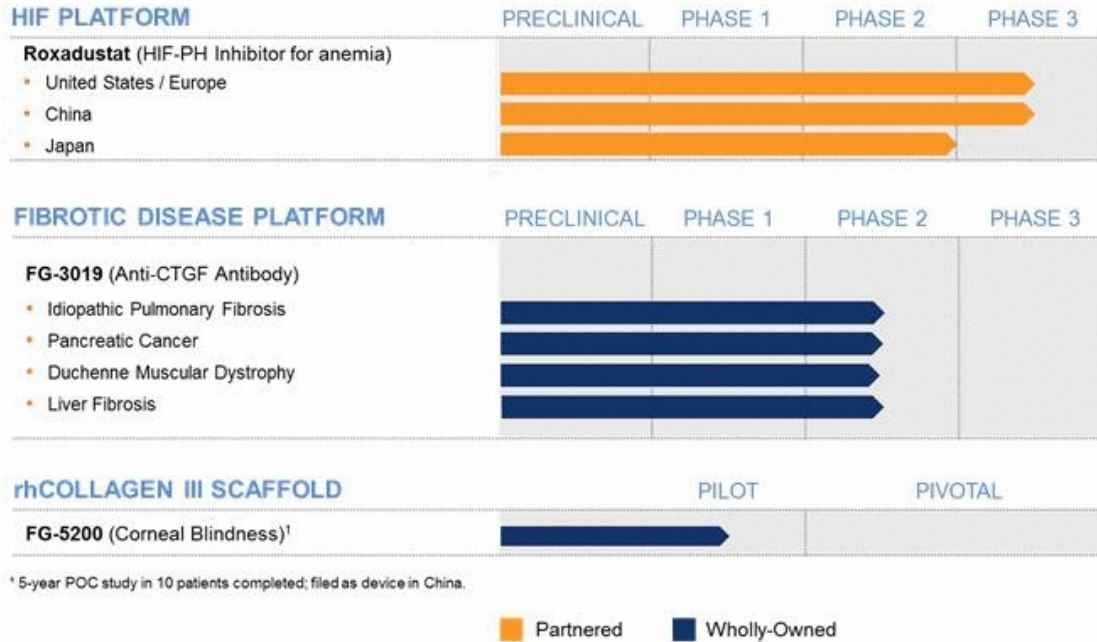 HIF PLATFORM PRECLINICAL PHASE 1 PHASE 2 PHASE 3
Roxadustat (HIF-PH Inhibitor for anemia)
• United States / Europe
• China
• Japan
FIBROTIC DISEASE PLATFORM PRECLINICAL PHASE 1 PHASE 2 PHASE 3
FG-3019 (Anti-CTGF Antibody)
• Idiopathic Pulmonary Fibrosis
• Pancreatic Cancer
• Duchenne Muscular Dystrophy
• Liver Fibrosis
rhCOLLAGEN III SCAFFOLD PILOT PIVOTAL
FG-5200 (Corneal Blindness)¹
¹ 5-year POC study in 10 patients completed; filed as device in China.
Partnered Wholly-Owned